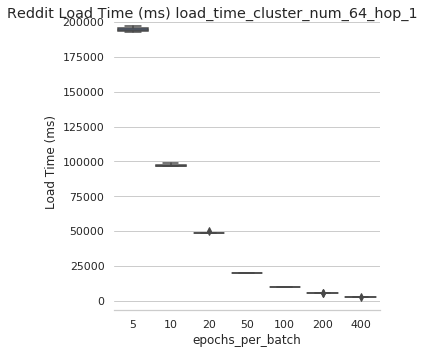 Reddit Load Time (ms) load_time_cluster_num_64_hop_1
200000
175000
150000
125000
100000
75000
50000
25000
0
Load Time (ms)
5 10 20 50 100 200 400
epochs_per_batch